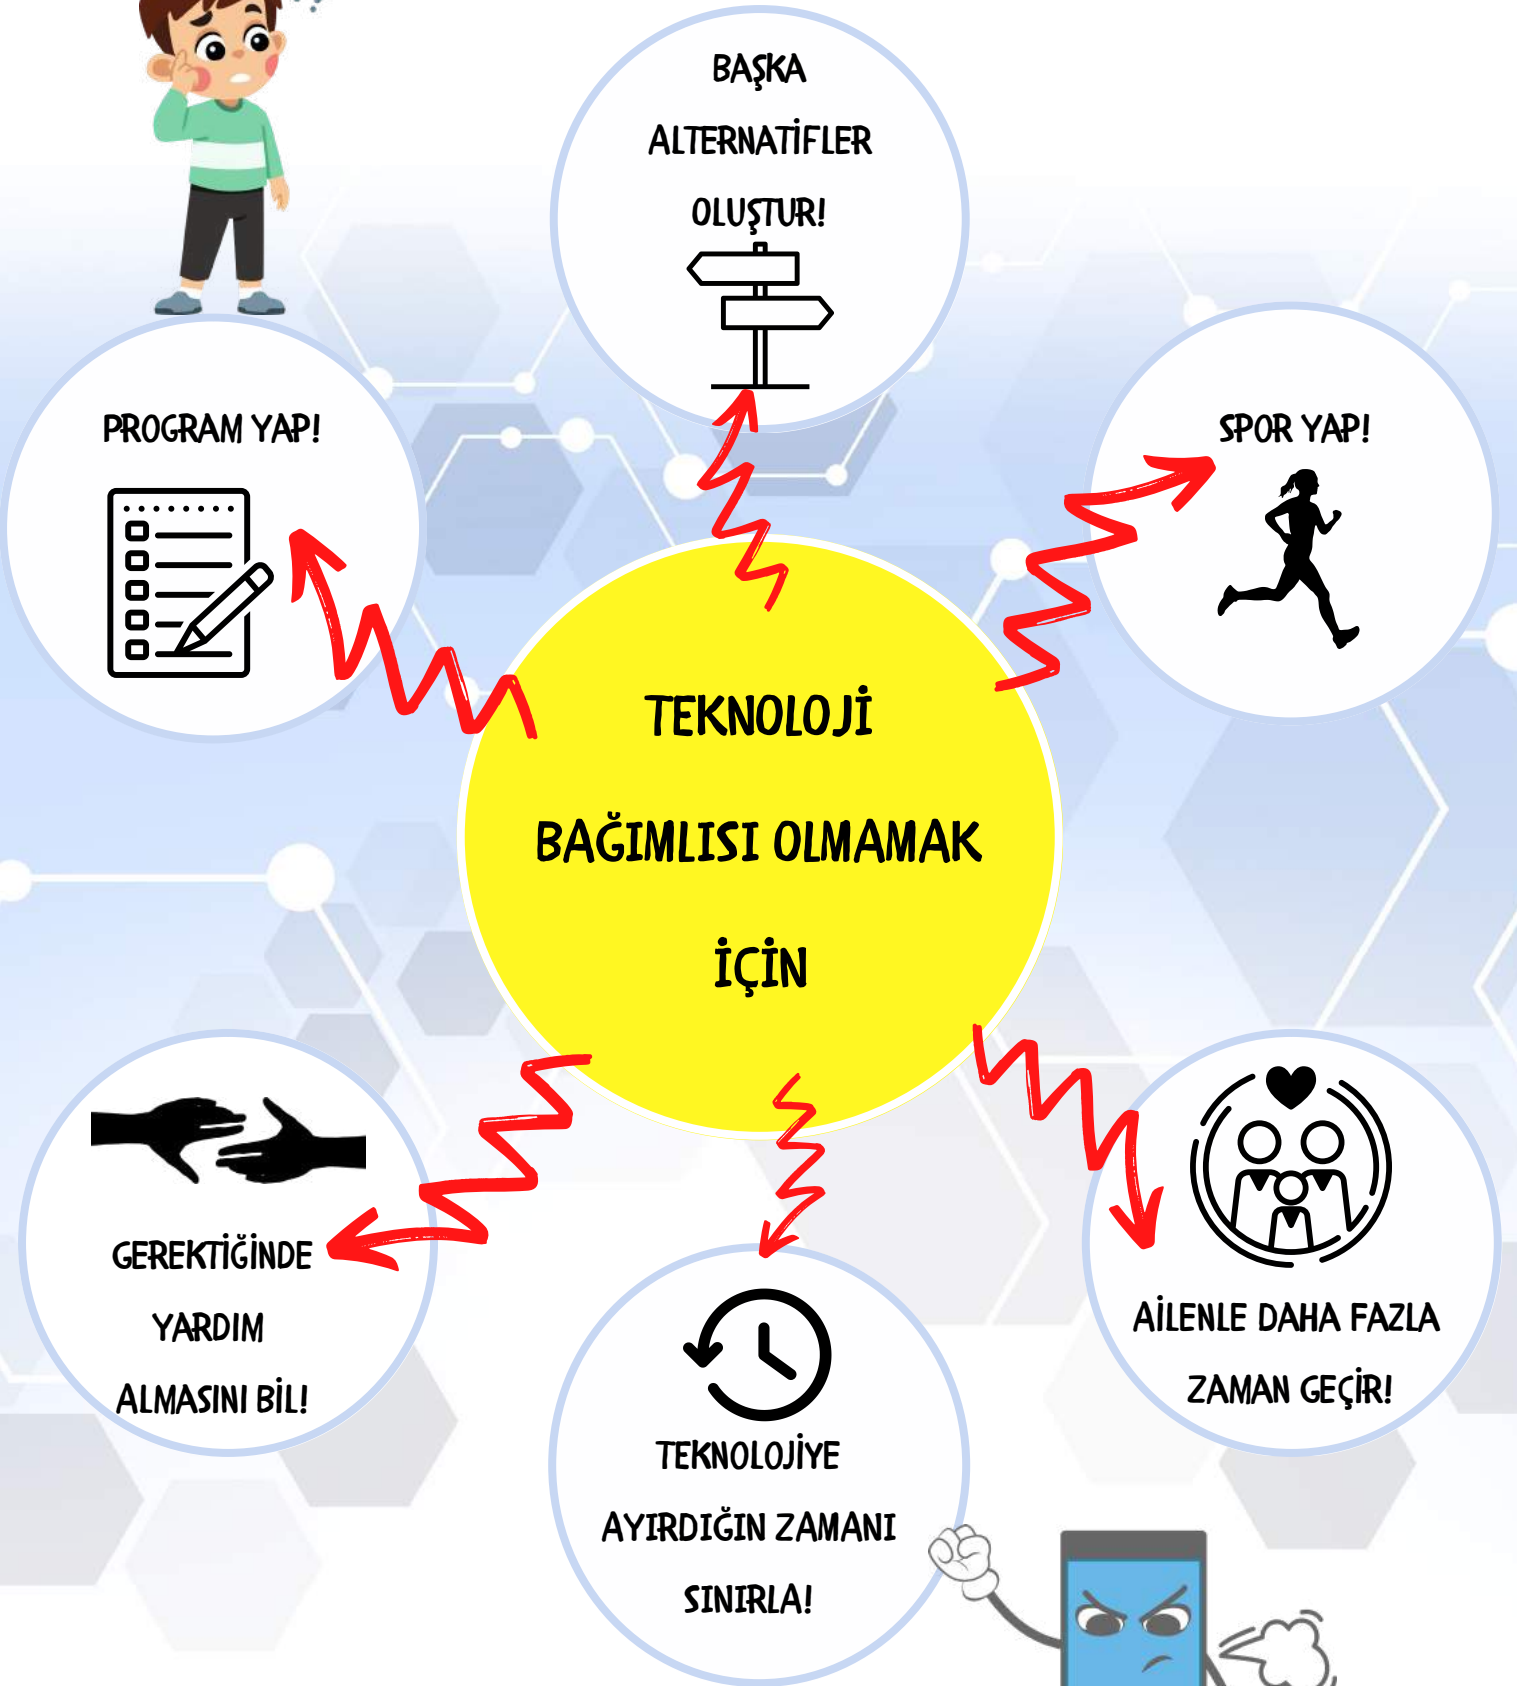 BAŞKA
ALTERNATİFLER
OLUŞTUR!
PROGRAM YAP!
SPOR YAP!
TEKNOLOJİ
BAĞIMLISI OLMAMAK
İÇİN
GEREKTİĞİNDE
YARDIM
ALMASINI BİL!
AİLENLE DAHA FAZLA
ZAMAN GEÇİR!
TEKNOLOJİYE
AYIRDIĞIN ZAMANI
SINIRLA!